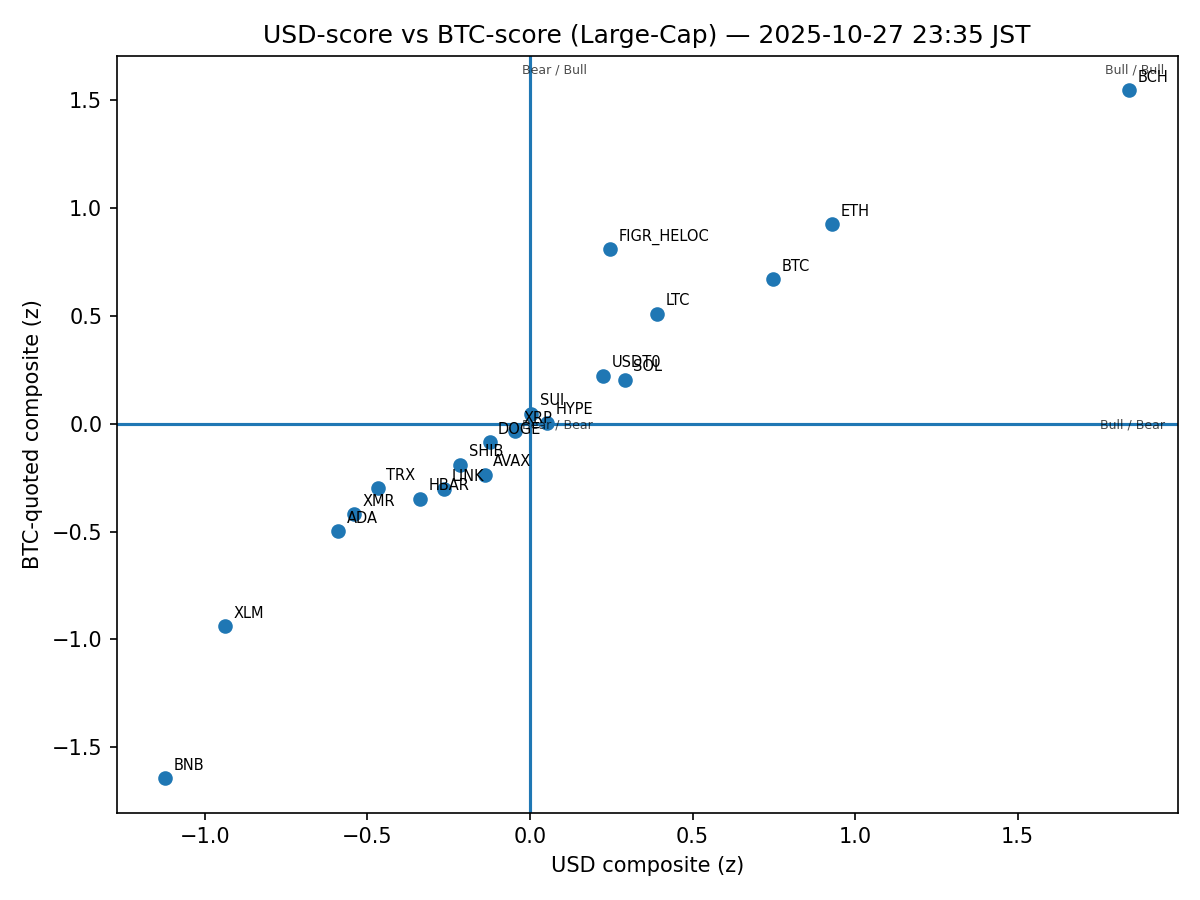 USD-score vs BTC-score (Large-Cap) — 2025-10-27 23:35 JST
Bear / Bull
Bull / Bull
BCH
1.5
ETH
1.0
FIGR_HELOC
BTC
LTC
0.5
USDT0
SOL
SUI
HYPE
XRP
0.0
DOGE
Bear / Bear
Bull / Bear
SHIB
AVAX
TRX
LINK
HBAR
XMR
ADA
−0.5
XLM
−1.0
−1.5
BNB
BTC-quoted composite (z)
−1.0
−0.5
0.0
0.5
1.0
1.5
USD composite (z)